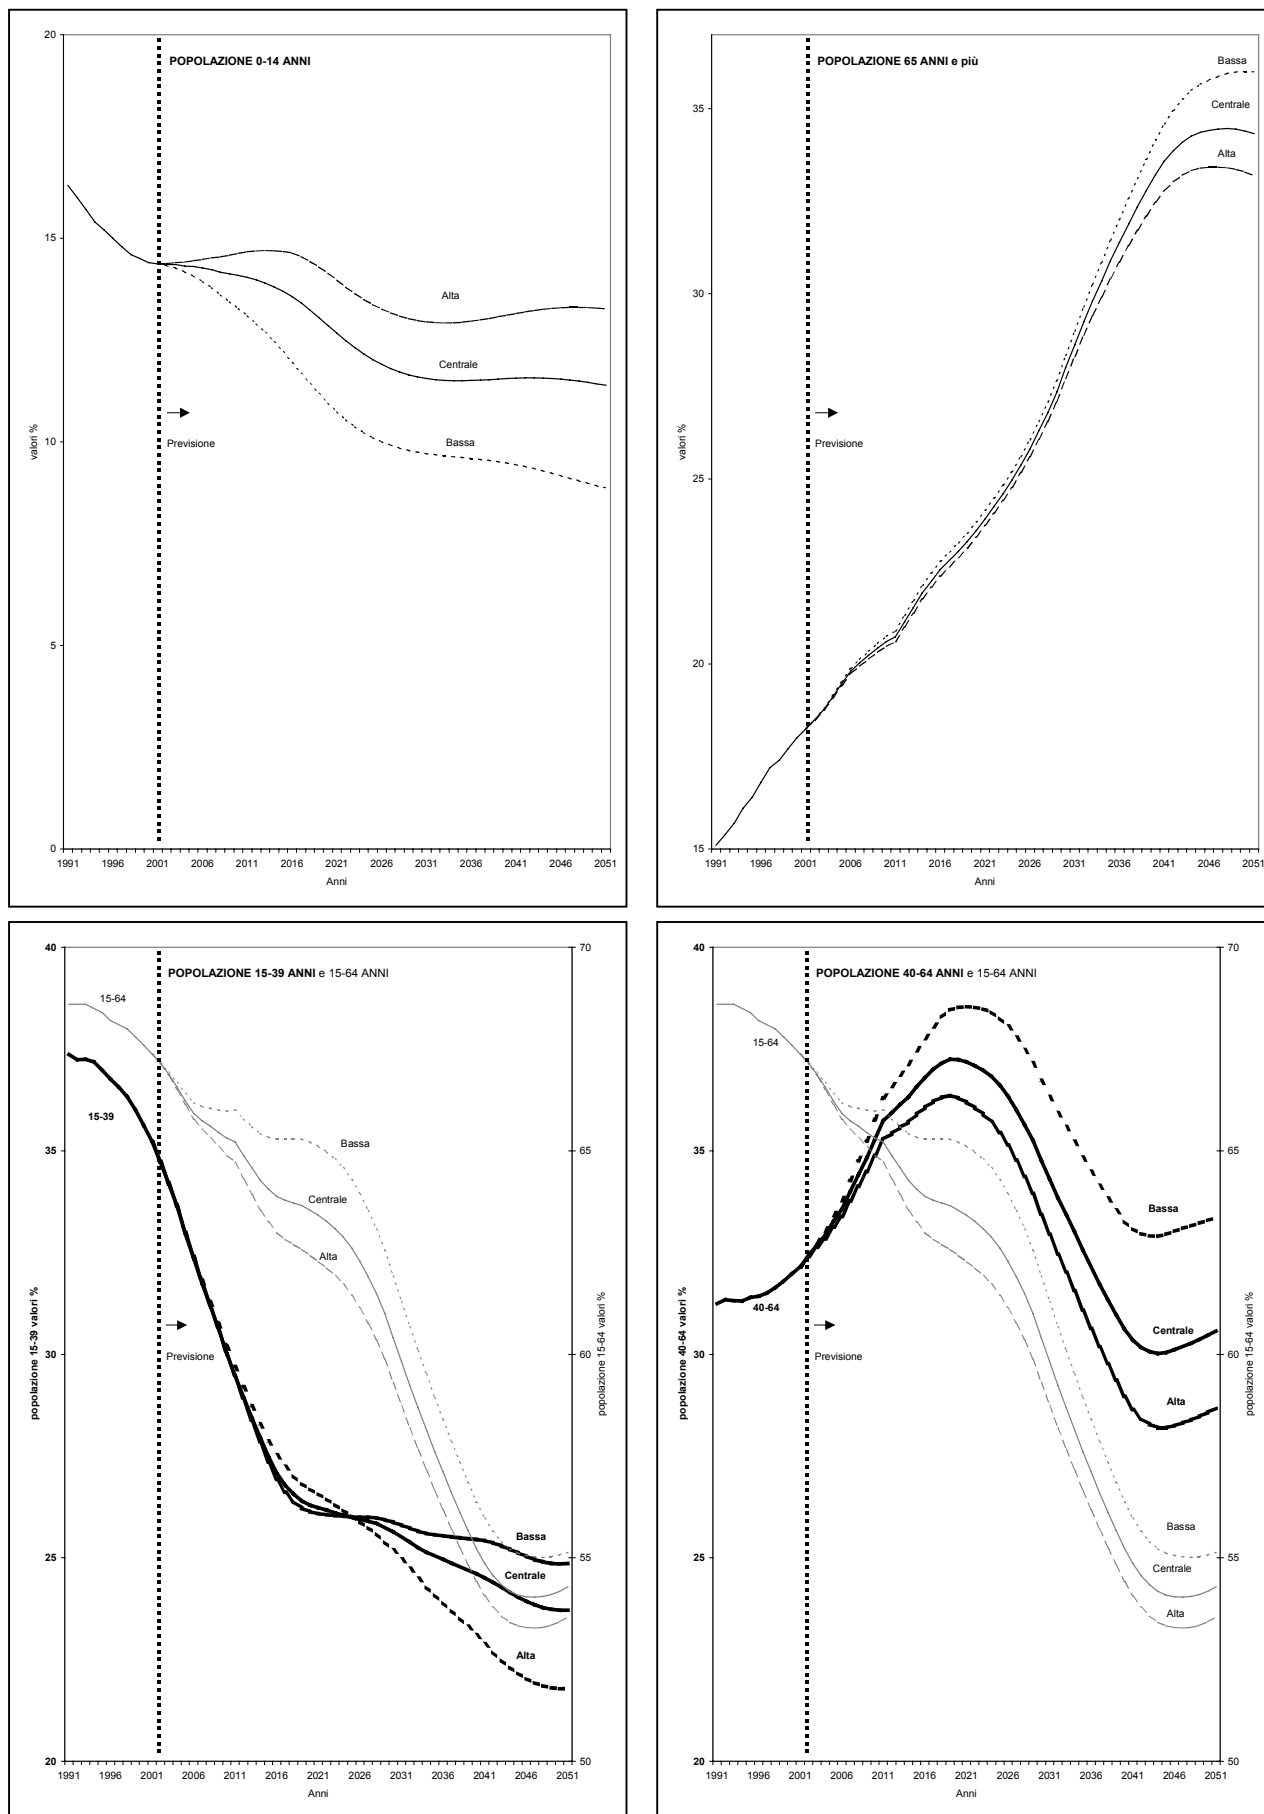 POPOLAZIONE 0-14 ANNI
20
15
10
5
0
valori %
Alta
Centrale
Bassa
Previsione
1991 1996 2001 2006 2011 2016 2021 2026 2031 2036 2041 2046 2051
Anni
POPOLAZIONE 65 ANNI e più
35
30
25
20
15
valori %
Bassa
Centrale
Alta
Previsione
1991 1996 2001 2006 2011 2016 2021 2026 2031 2036 2041 2046 2051
Anni
POPOLAZIONE 15-39 ANNI e 15-64 ANNI
40
35
30
25
20
popolazione 15-39 valori %
70
65
60
55
50
popolazione 15-64 valori %
15-64
15-39
Bassa
Centrale
Alta
Previsione
Bassa
Centrale
Alta
1991 1996 2001 2006 2011 2016 2021 2026 2031 2036 2041 2046 2051
Anni
POPOLAZIONE 40-64 ANNI e 15-64 ANNI
40
35
30
25
20
popolazione 40-64 valori %
70
65
60
55
50
popolazione 15-64 valori %
15-64
40-64
Previsione
Bassa
Centrale
Alta
Bassa
Centrale
Alta
1991 1996 2001 2006 2011 2016 2021 2026 2031 2036 2041 2046 2051
Anni